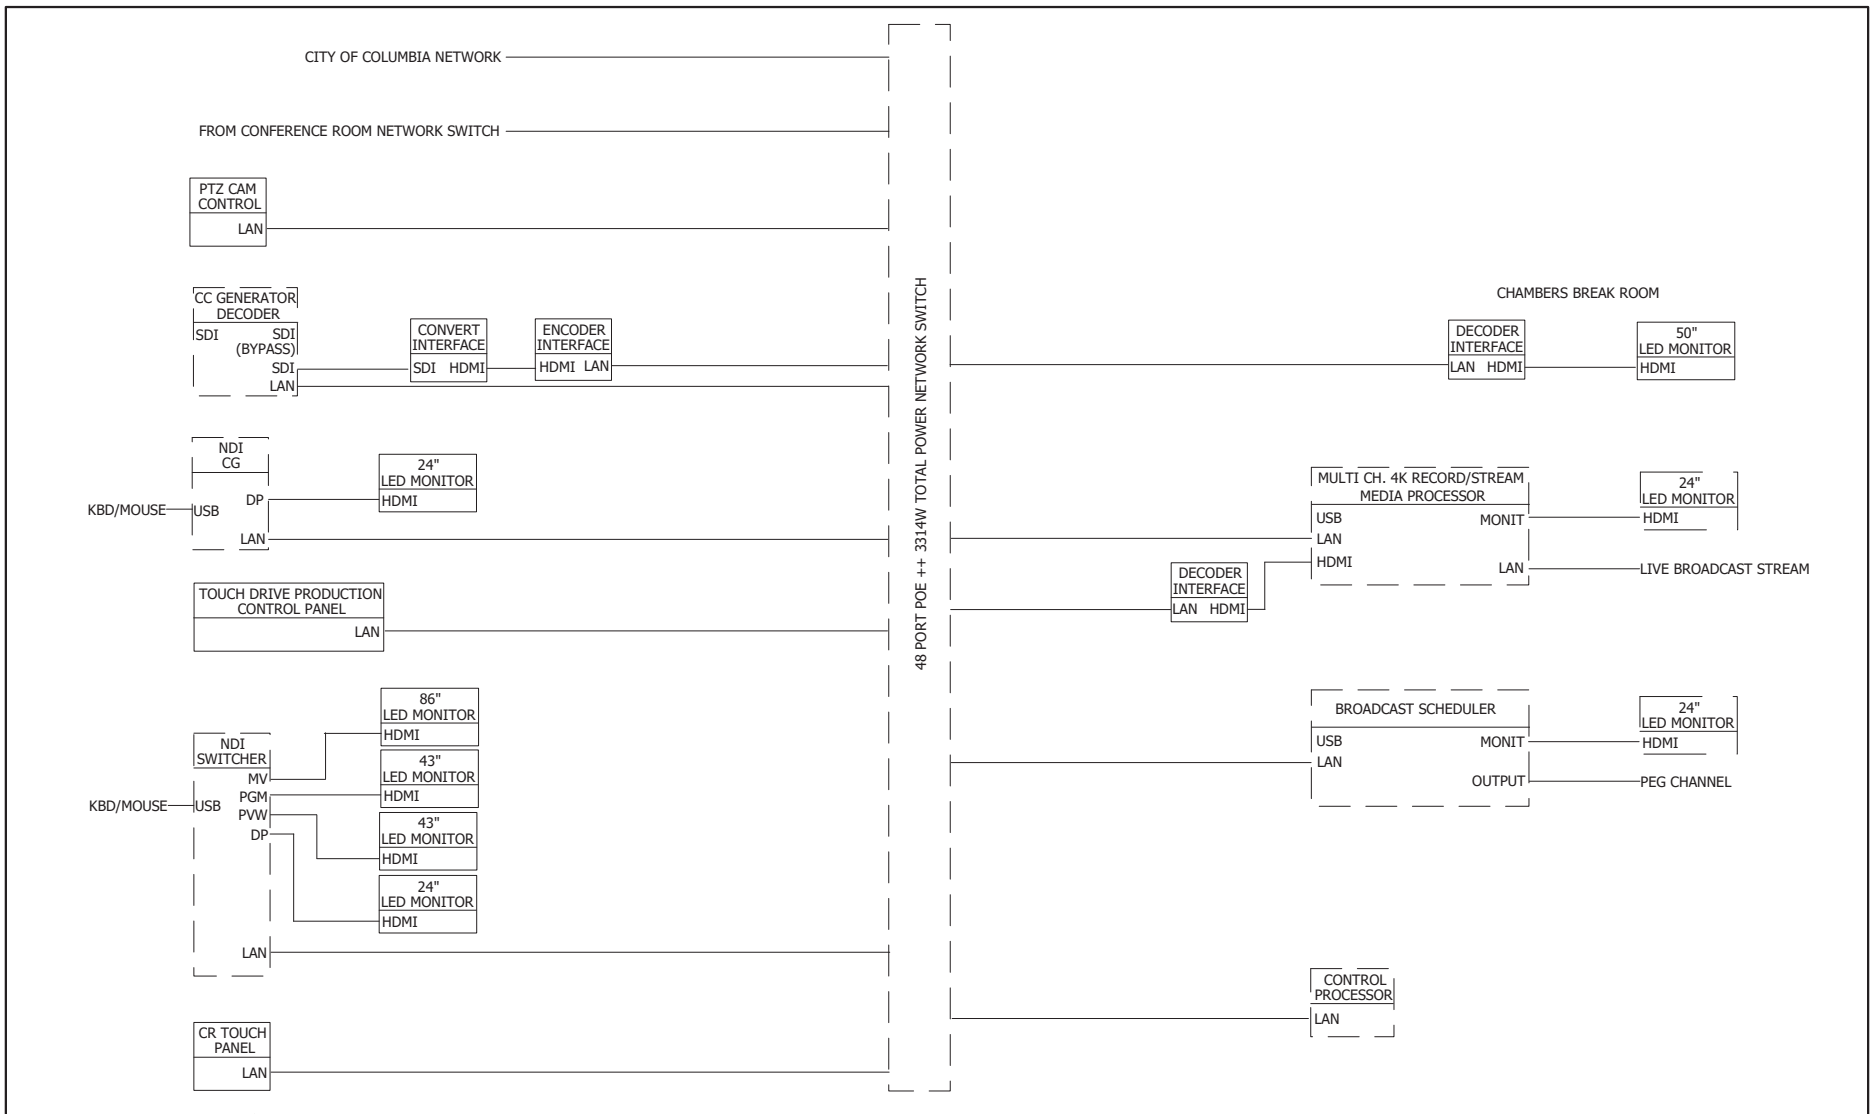 CITY OF COLUMBIA NETWORK
FROM CONFERENCE ROOM NETWORK SWITCH
PTZ CAM
CONTROL
LAN
CC GENERATOR
DECODER
SDI
SDI
(BYPASS)
SDI
LAN
CONVERT
INTERFACE
SDI HDMI
ENCODER
INTERFACE
HDMI LAN
NDI
CG
DP
KBD/MOUSE
USB
LAN
24"
LED MONITOR
HDMI
TOUCH DRIVE PRODUCTION
CONTROL PANEL
LAN
NDI
SWITCHER
MV
PGM
KBD/MOUSE
USB
PVW
DP
LAN
86"
LED MONITOR
HDMI
43"
LED MONITOR
HDMI
43"
LED MONITOR
HDMI
24"
LED MONITOR
HDMI
CR TOUCH
PANEL
LAN
48 PORT POE ++ 3314W TOTAL POWER NETWORK SWITCH
CHAMBERS BREAK ROOM
DECODER
INTERFACE
LAN HDMI
50"
LED MONITOR
HDMI
MULTI CH. 4K RECORD/STREAM
MEDIA PROCESSOR
USB
MONIT
LAN
HDMI
LAN
24"
LED MONITOR
HDMI
LIVE BROADCAST STREAM
DECODER
INTERFACE
LAN HDMI
BROADCAST SCHEDULER
USB
MONIT
LAN
OUTPUT
24"
LED MONITOR
HDMI
PEG CHANNEL
CONTROL
PROCESSOR
LAN